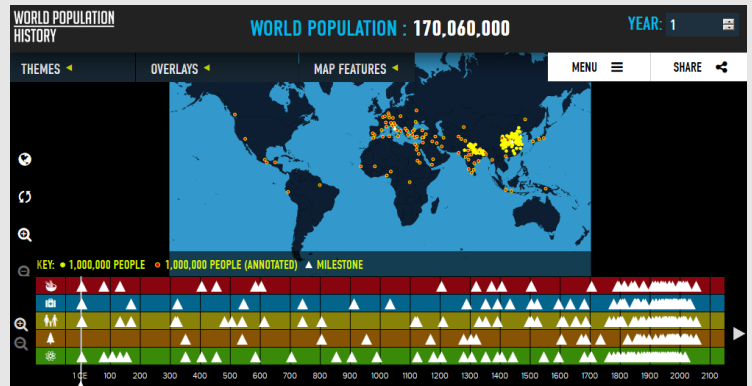 WORLD POPULATION
HISTORY
WORLD POPULATION : 170,060,000
YEAR: 1
THEMES
OVERLAYS
MAP FEATURES
MENU
SHARE
KEY: 1,000,000 PEOPLE 1,000,000 PEOPLE (ANNOTATED) MILESTONE
1 CE 100 200 300 400 500 600 700 800 900 1000 1100 1200 1300 1400 1500 1600 1700 1800 1900 2000 2100